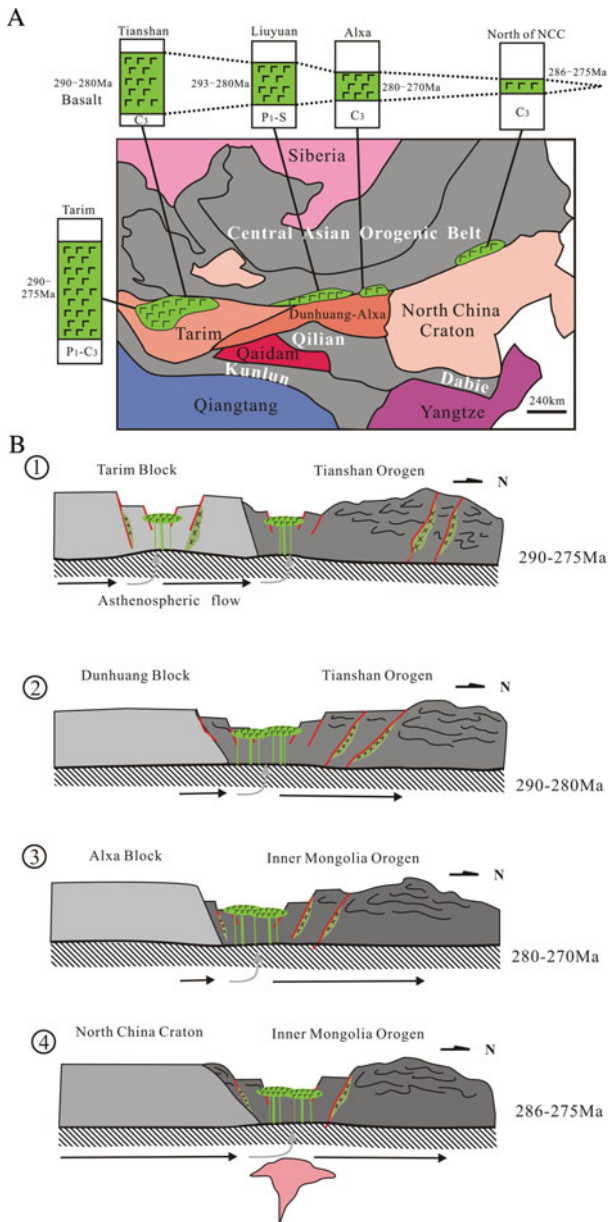 A
Tianshan
Liuyuan
Alxa
North of NCC
290-280Ma
Basalt
293-280Ma
280-270Ma
286-275Ma
C3
P1-S
C3
C3
Siberia
Central Asian Orogenic Belt
Tarim
290-
275Ma
P1-C3
Tarim
Dunhuang-Alxa
North China
Craton
Qilian
Qaidam
Kunlun
Dabie
Qiangtang
Yangtze
240km
B
1
Tarim Block
Tianshan Orogen
N
290-275Ma
Asthenospheric flow
2
Dunhuang Block
Tianshan Orogen
N
290-280Ma
3
Alxa Block
Inner Mongolia Orogen
N
280-270Ma
4
North China Craton
Inner Mongolia Orogen
N
286-275Ma